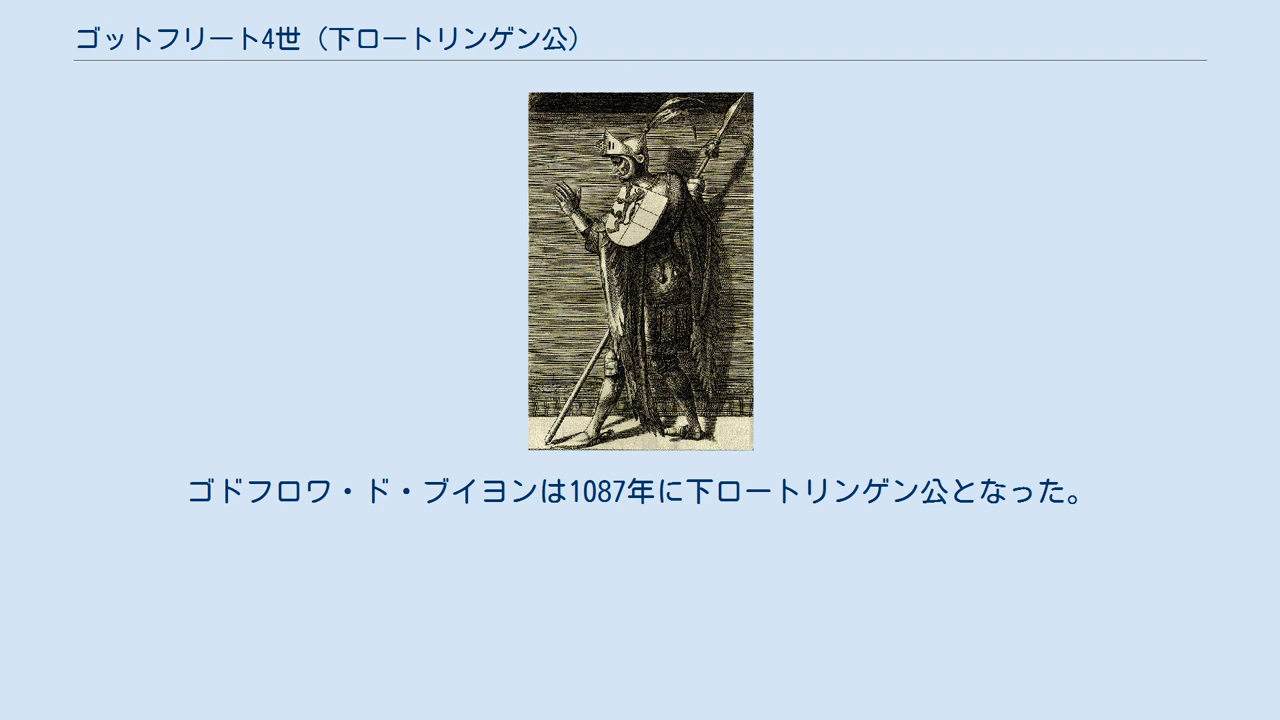 ゴットフリート4世（下ロートリンゲン公）
ゴドフロワ・ド・ブイヨンは1087年に下ロートリンゲン公となった。